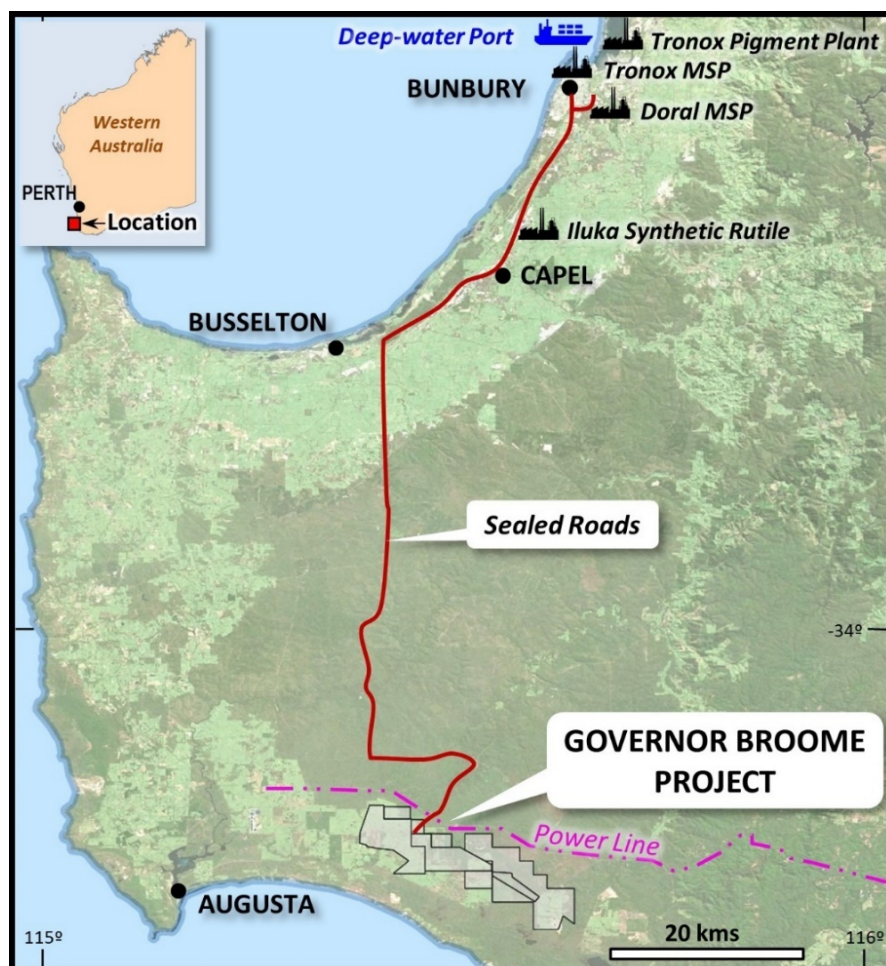 Western
Australia
PERTH
Location
Deep-water Port
Tronox Pigment Plant
Tronox MSP
BUNBURY
Doral MSP
Iluka Synthetic Rutile
CAPEL
BUSSELTON
Sealed Roads
-34º
GOVERNOR BROOME
PROJECT
Power Line
AUGUSTA
20 kms
115º
116º